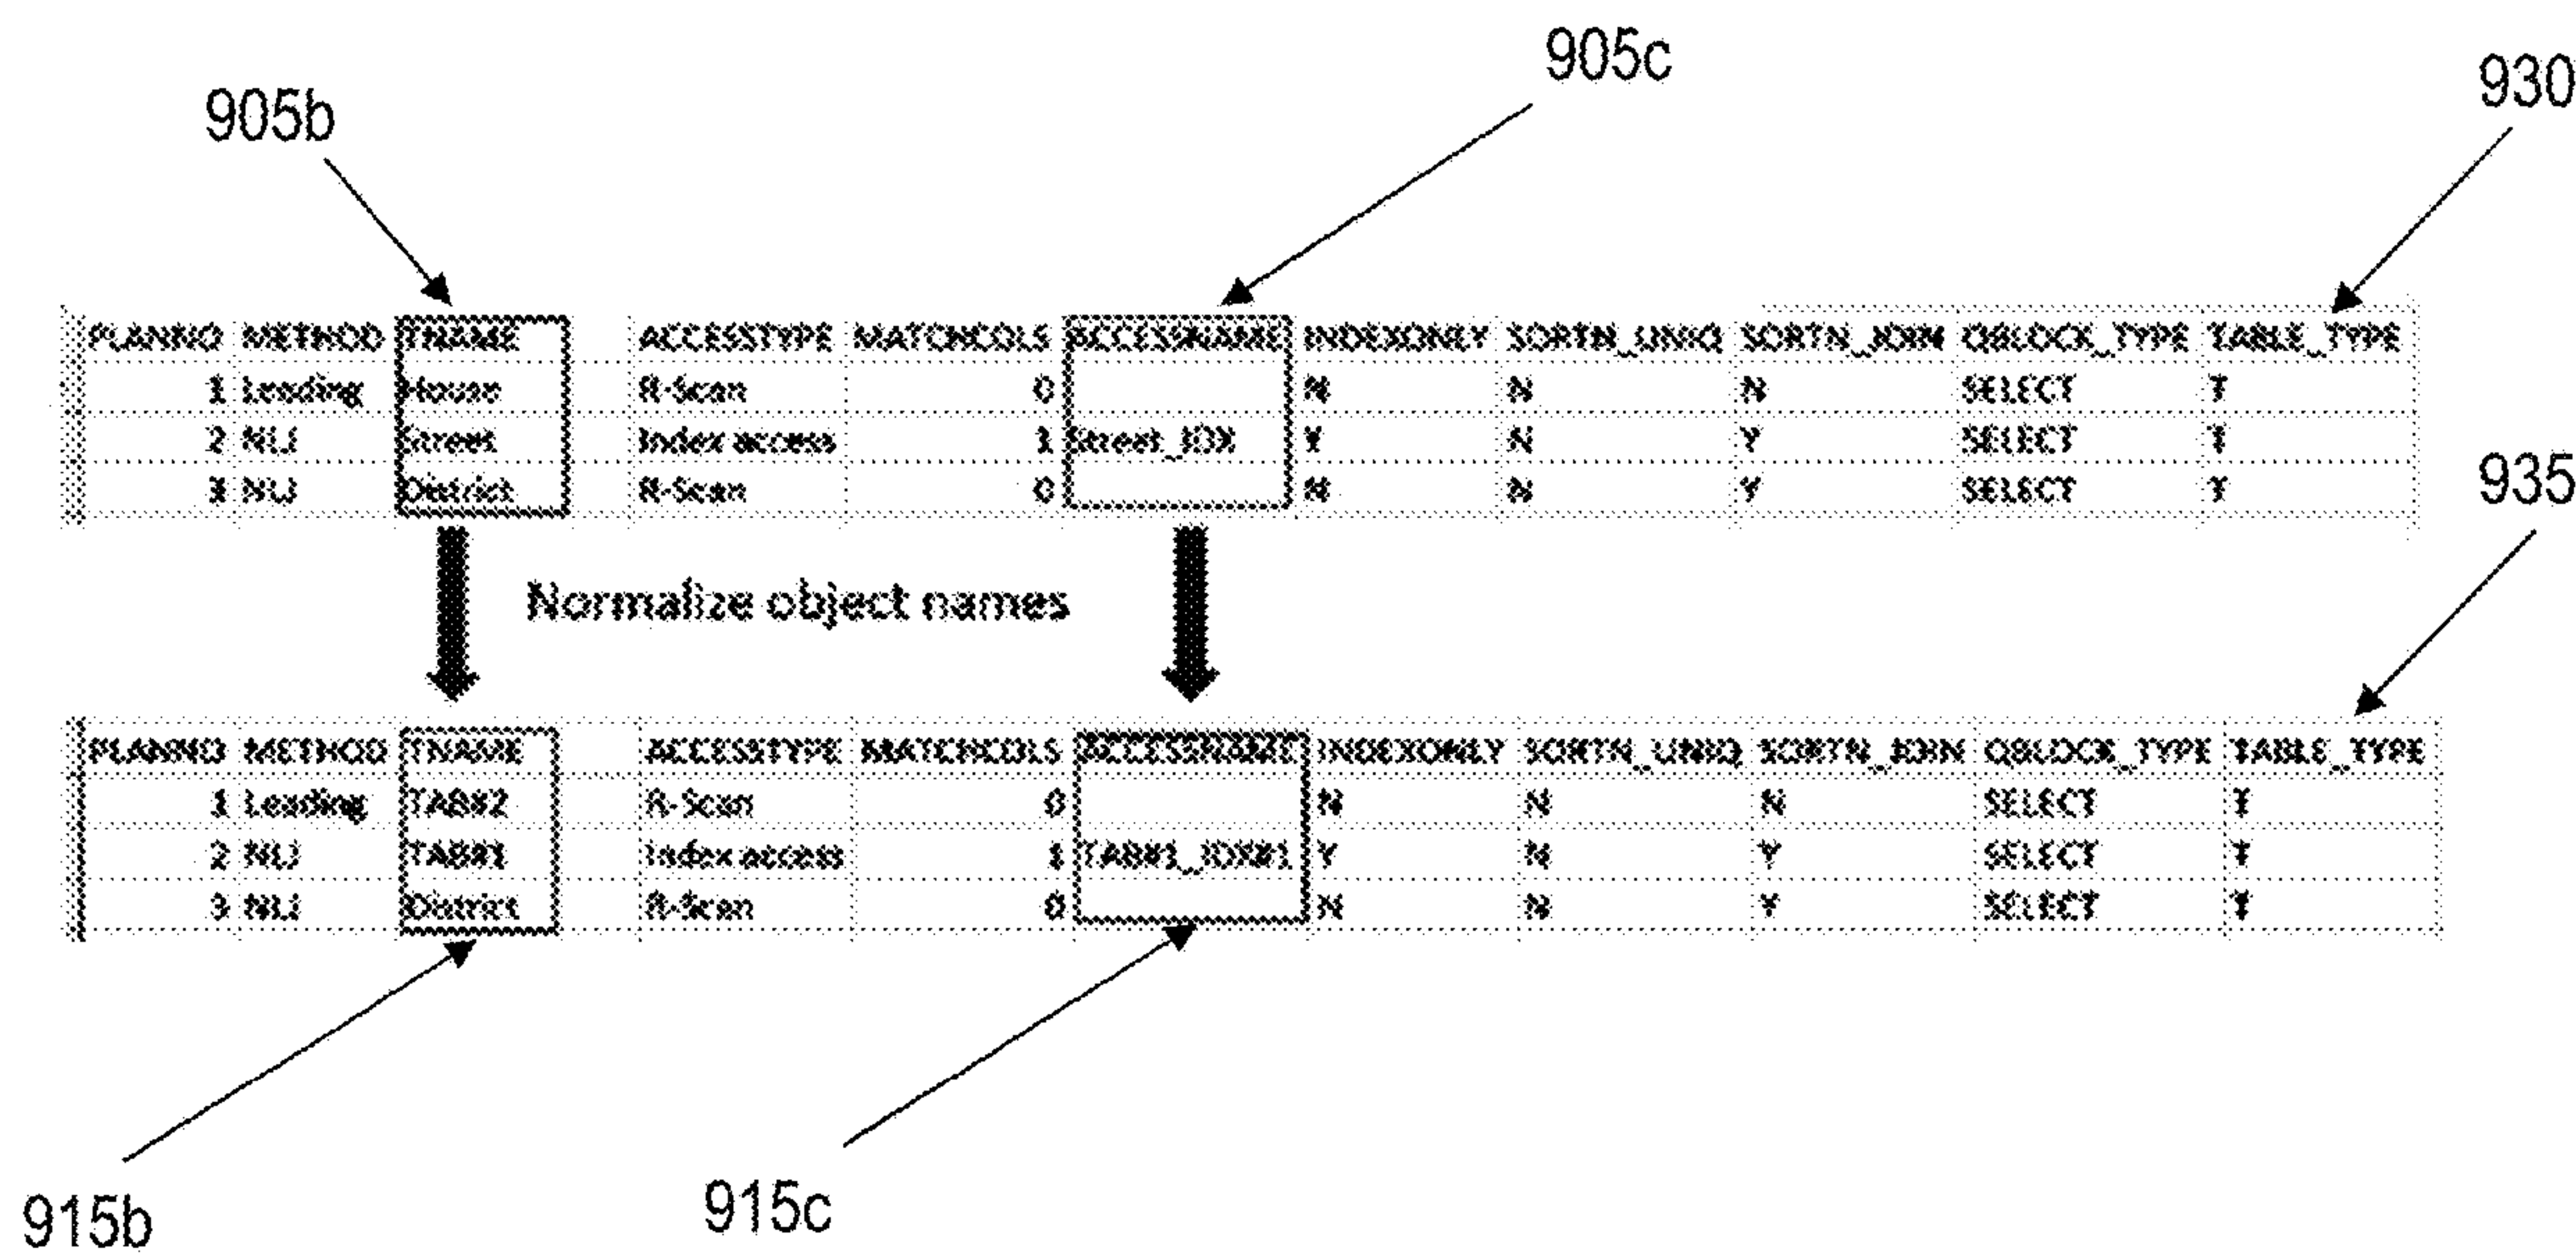 905c
930
905b
PLANNO METHOD TNAME ACCESSTYPE MATCHCOLS ACCESSNAME INDEXONLY SORTN_UNIQ SORTN_JOIN QBLOCK_TYPE TABLE_TYPE
1 Leading House R-Scan 0 N N N SELECT T
2 NLJ Street Index access 1 Street_IDX Y N Y SELECT T
3 NLJ District R-Scan 0 N N Y SELECT T
935
Normalize object names
PLANNO METHOD TNAME ACCESSTYPE MATCHCOLS ACCESSNAME INDEXONLY SORTN_UNIQ SORTN_JOIN QBLOCK_TYPE TABLE_TYPE
1 Leading TAB#2 R-Scan 0 N N N SELECT T
2 NLJ TAB#1 Index access 1 TAB#1_IDX#1 Y N Y SELECT T
3 NLJ District R-Scan 0 N N Y SELECT T
915b
915c